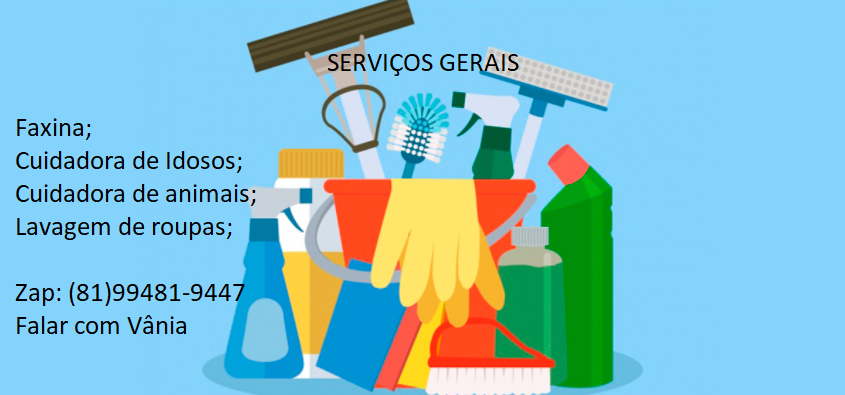 SERVIÇOS GERAIS
Faxina;
Cuidadora de Idosos;
Cuidadora de animais;
Lavagem de roupas;
Zap: (81)99481-9447
Falar com Vânia